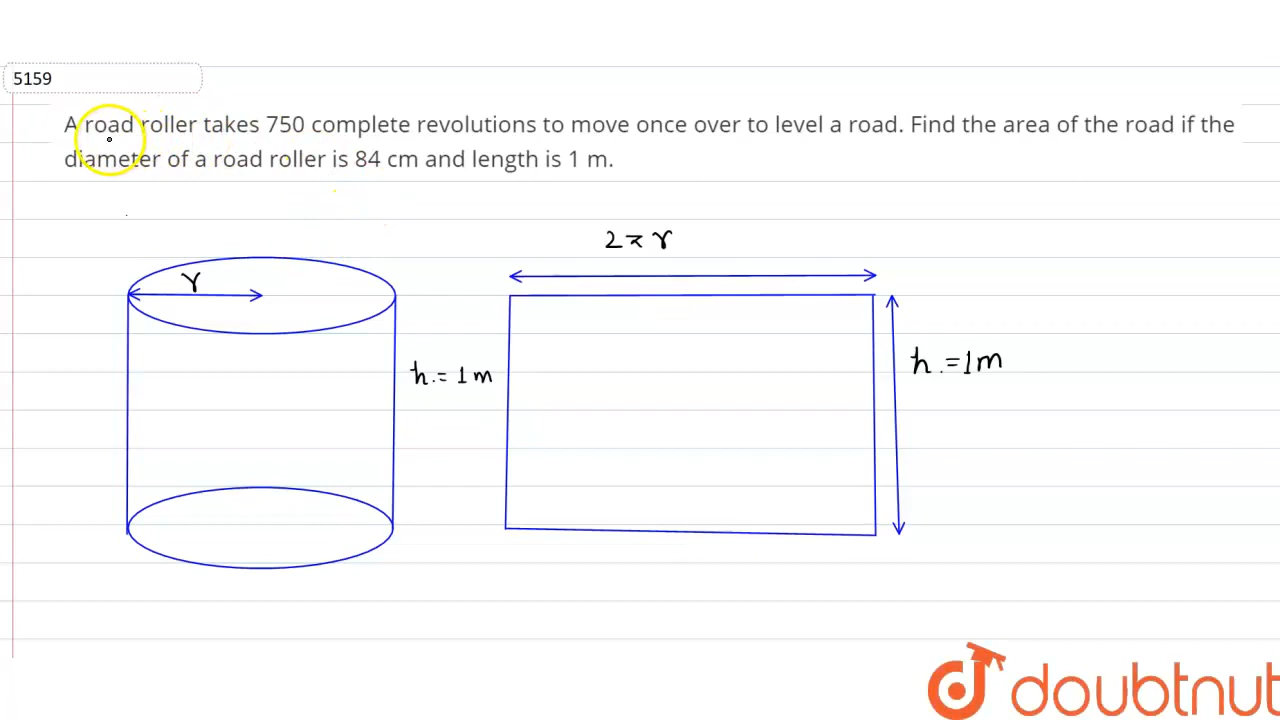 5159
A road roller takes 750 complete revolutions to move once over to level a road. Find the area of the road if the
diameter of a road roller is 84 cm and length is 1 m.
2πr
r
h.=1m
h.=1m
doubtnut